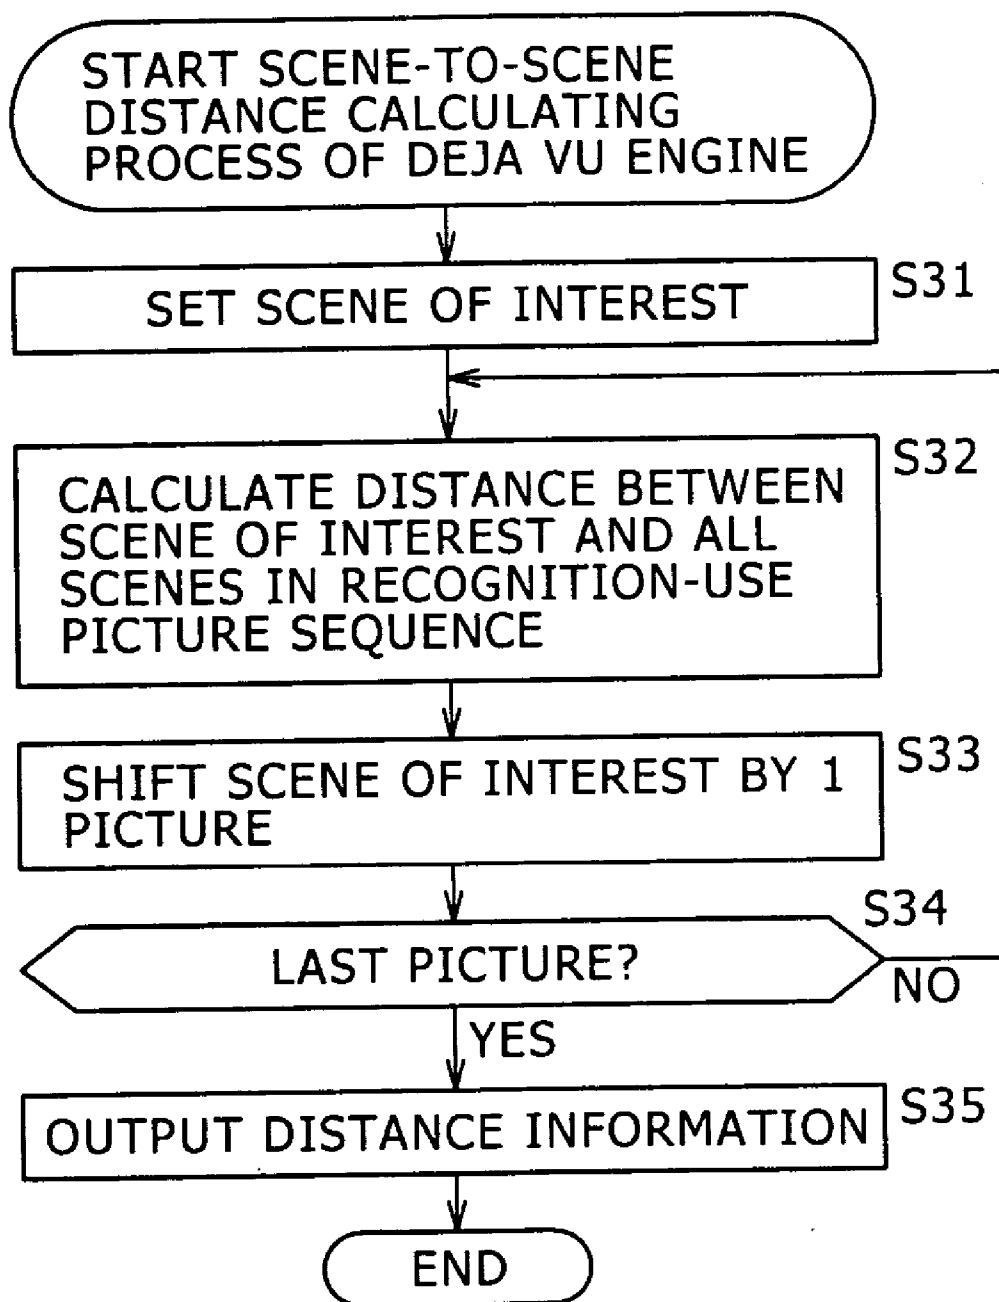 START SCENE-TO-SCENE
DISTANCE CALCULATING
PROCESS OF DEJA VU ENGINE
SET SCENE OF INTEREST
S31
CALCULATE DISTANCE BETWEEN
SCENE OF INTEREST AND ALL
SCENES IN RECOGNITION-USE
PICTURE SEQUENCE
S32
SHIFT SCENE OF INTEREST BY 1
PICTURE
S33
LAST PICTURE?
S34
NO
YES
OUTPUT DISTANCE INFORMATION
S35
END